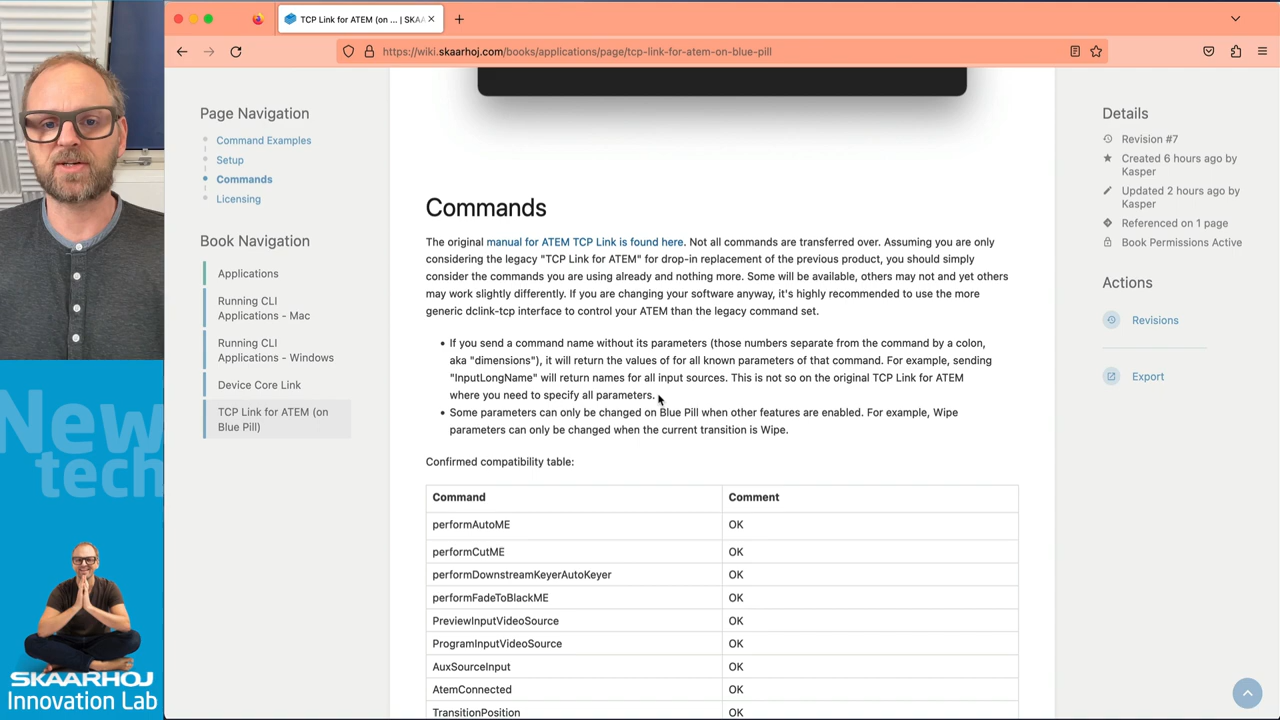 TCP Link for ATEM (on ... | SKAA
https://wiki.skaarhoj.com/books/applications/page/tcp-link-for-atem-on-blue-pill
Page Navigation
Command Examples
Setup
Commands
Licensing
Book Navigation
Applications
Running CLI
Applications - Mac
Running CLI
Applications - Windows
Device Core Link
TCP Link for ATEM (on
Blue Pill)
Commands
The original manual for ATEM TCP Link is found here. Not all commands are transferred over. Assuming you are only
considering the legacy "TCP Link for ATEM" for drop-in replacement of the previous product, you should simply
consider the commands you are using already and nothing more. Some will be available, others may not and yet others
may work slightly differently. If you are changing your software anyway, it's highly recommended to use the more
generic dclink-tcp interface to control your ATEM than the legacy command set.
If you send a command name without its parameters (those numbers separate from the command by a colon,
aka "dimensions"), it will return the values of for all known parameters of that command. For example, sending
"InputLongName" will return names for all input sources. This is not so on the original TCP Link for ATEM
where you need to specify all parameters.
Some parameters can only be changed on Blue Pill when other features are enabled. For example, Wipe
parameters can only be changed when the current transition is Wipe.
Confirmed compatibility table:
Command Comment
performAutoME OK
performCutME OK
performDownstreamKeyerAutoKeyer OK
performFadeToBlackME OK
PreviewInputVideoSource OK
ProgramInputVideoSource OK
AuxSourceInput OK
AtemConnected OK
TransitionPosition OK
Details
Revision #7
Created 6 hours ago by
Kasper
Updated 2 hours ago by
Kasper
Referenced on 1 page
Book Permissions Active
Actions
Revisions
Export
New
tech
SKAARHOJ
Innovation Lab